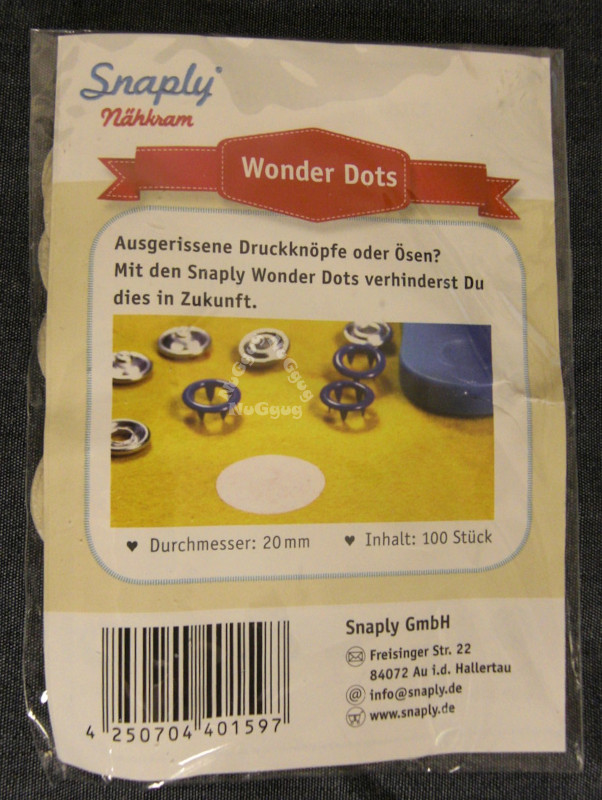 Snaply®
Nähkram
Wonder Dots
Ausgerissene Druckknöpfe oder Ösen?
Mit den Snaply Wonder Dots verhinderst Du
dies in Zukunft.
NuGgug
NuGgug
NuGgug
♥ Durchmesser: 20 mm ♥ Inhalt: 100 Stück
Snaply GmbH
Freisinger Str. 22
84072 Au i.d. Hallertau
@ info@snaply.de
www.snaply.de
4 250704 401597